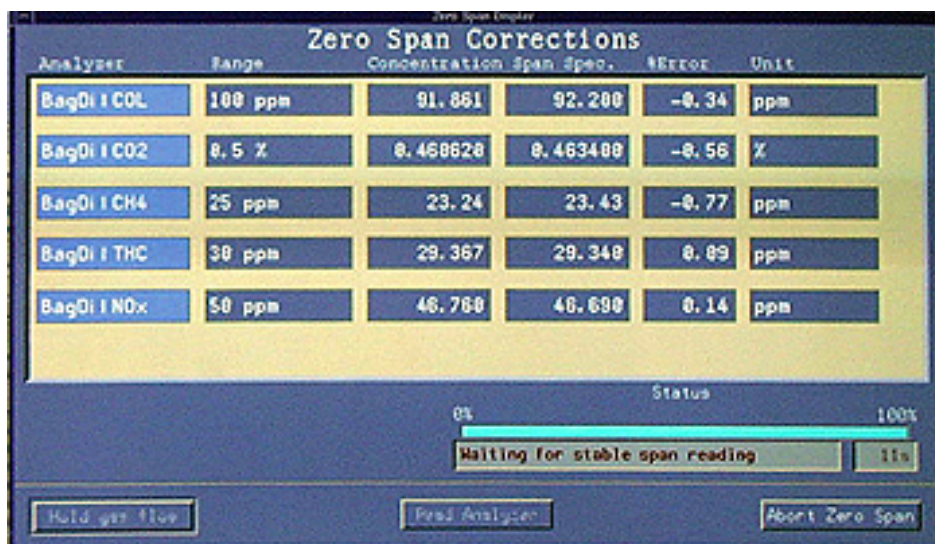 Zero Span Display
Zero Span Corrections
Analyzer Range Concentration Span Spec. %Error Unit
BagDil COL 100 ppm 91.861 92.200 -0.34 ppm
BagDil CO2 0.5 % 0.460620 0.463400 -0.56 %
BagDil CH4 25 ppm 23.24 23.43 -0.77 ppm
BagDil THC 30 ppm 29.367 29.340 0.09 ppm
BagDil NOx 50 ppm 46.760 46.690 0.14 ppm
Status
0% 100%
Waiting for stable span reading 11s
Hold gas flow Read Analyzer Abort Zero Span